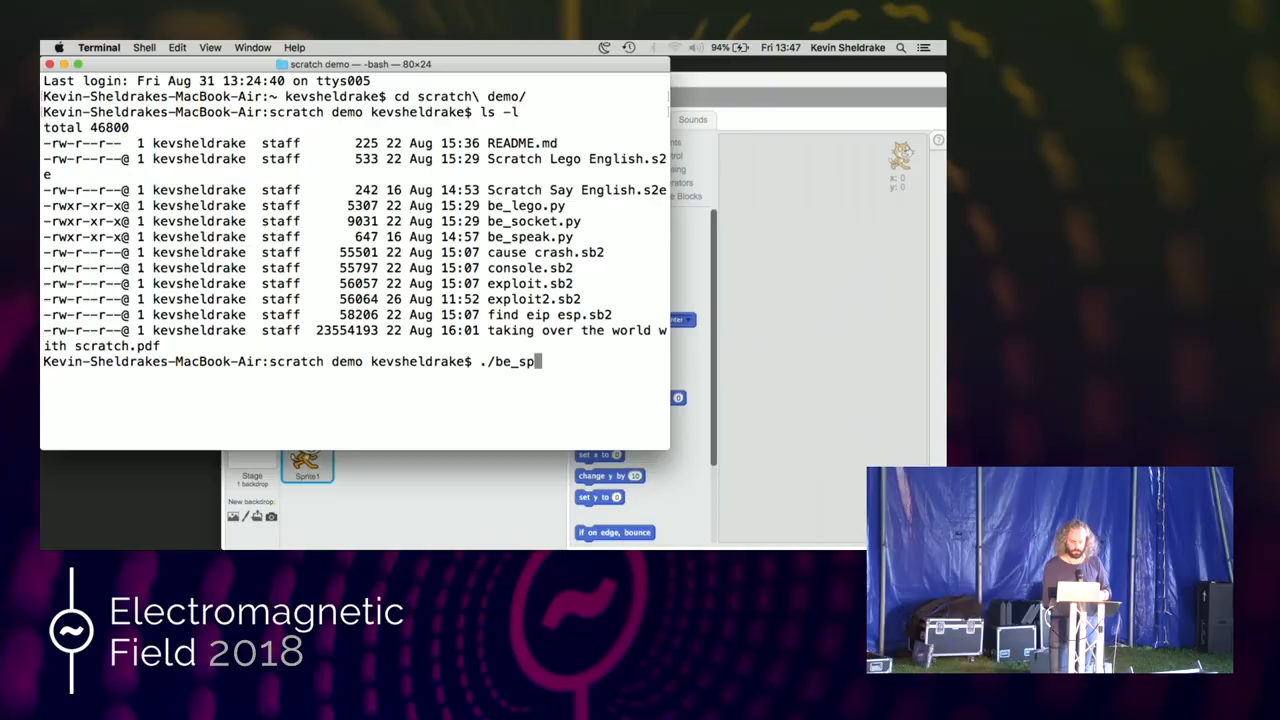 Terminal Shell Edit View Window Help 94% Fri 13:47 Kevin Sheldrake
scratch demo — -bash — 80×24
Last login: Fri Aug 31 13:24:40 on ttys005
Kevin-Sheldrakes-MacBook-Air:~ kevsheldrake$ cd scratch\ demo/
Kevin-Sheldrakes-MacBook-Air:scratch demo kevsheldrake$ ls -l
total 46800
-rw-r--r-- 1 kevsheldrake staff 225 22 Aug 15:36 README.md
-rw-r--r--@ 1 kevsheldrake staff 533 22 Aug 15:29 Scratch Lego English.s2
e
-rw-r--r--@ 1 kevsheldrake staff 242 16 Aug 14:53 Scratch Say English.s2e
-rwxr-xr-x@ 1 kevsheldrake staff 5307 22 Aug 15:29 be_lego.py
-rwxr-xr-x@ 1 kevsheldrake staff 9031 22 Aug 15:29 be_socket.py
-rwxr-xr-x@ 1 kevsheldrake staff 647 16 Aug 14:57 be_speak.py
-rw-r--r--@ 1 kevsheldrake staff 55501 22 Aug 15:07 cause crash.sb2
-rw-r--r--@ 1 kevsheldrake staff 55797 22 Aug 15:07 console.sb2
-rw-r--r--@ 1 kevsheldrake staff 56057 22 Aug 15:07 exploit.sb2
-rw-r--r--@ 1 kevsheldrake staff 56064 26 Aug 11:52 exploit2.sb2
-rw-r--r--@ 1 kevsheldrake staff 58206 22 Aug 15:07 find eip esp.sb2
-rw-r--r--@ 1 kevsheldrake staff 23554193 22 Aug 16:01 taking over the world w
ith scratch.pdf
Kevin-Sheldrakes-MacBook-Air:scratch demo kevsheldrake$ ./be_sp
Sounds
x: 0
y: 0
Blocks
0
set x to 0
change y by 10
set y to 0
if on edge, bounce
Stage
1 backdrop
Sprite1
New backdrop:
Electromagnetic
Field 2018